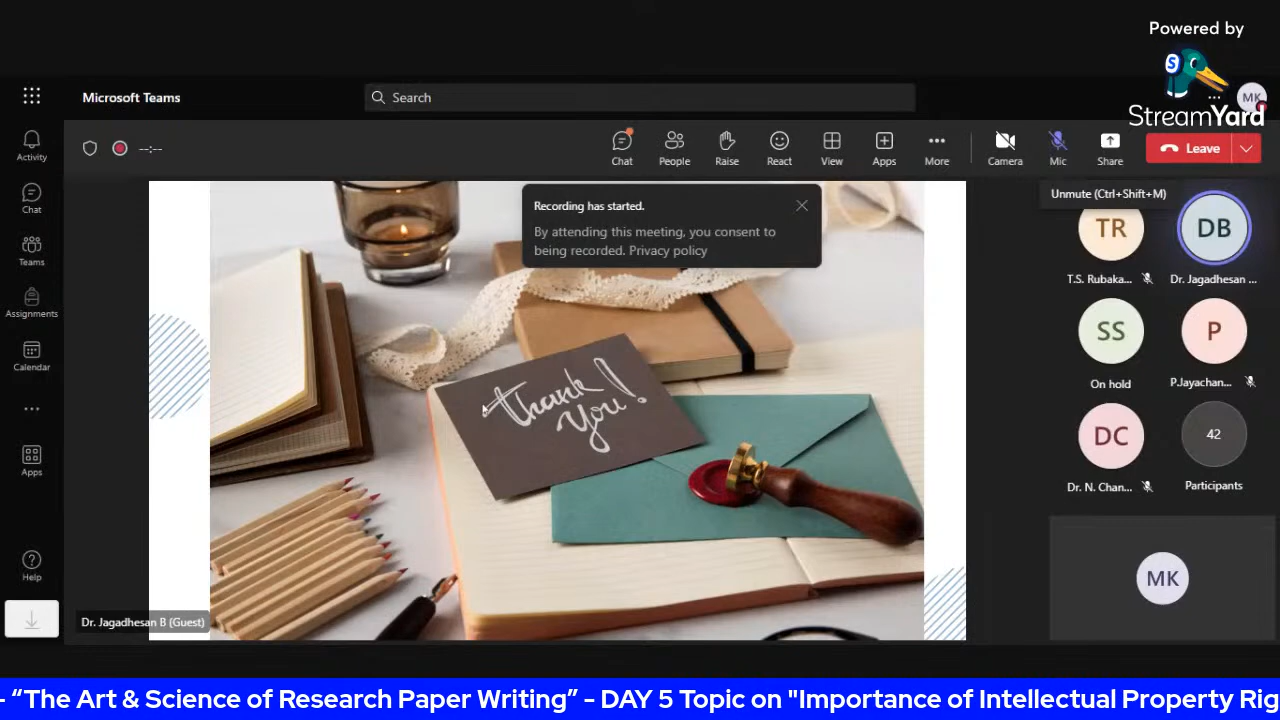 Powered by
StreamYard
Microsoft Teams
Search
MK
Activity
Chat
Teams
Assignments
Calendar
Apps
Help
--:--
Chat
People
Raise
React
View
Apps
More
Camera
Mic
Share
Leave
Unmute (Ctrl+Shift+M)
Recording has started.
By attending this meeting, you consent to
being recorded. Privacy policy
thank
you!
TR
T.S. Rubaka...
DB
Dr. Jagadhesan ...
SS
On hold
P
P.Jayachan...
DC
Dr. N. Chan...
42
Participants
MK
Dr. Jagadhesan B (Guest)
- “The Art & Science of Research Paper Writing” - DAY 5 Topic on "Importance of Intellectual Property Rig